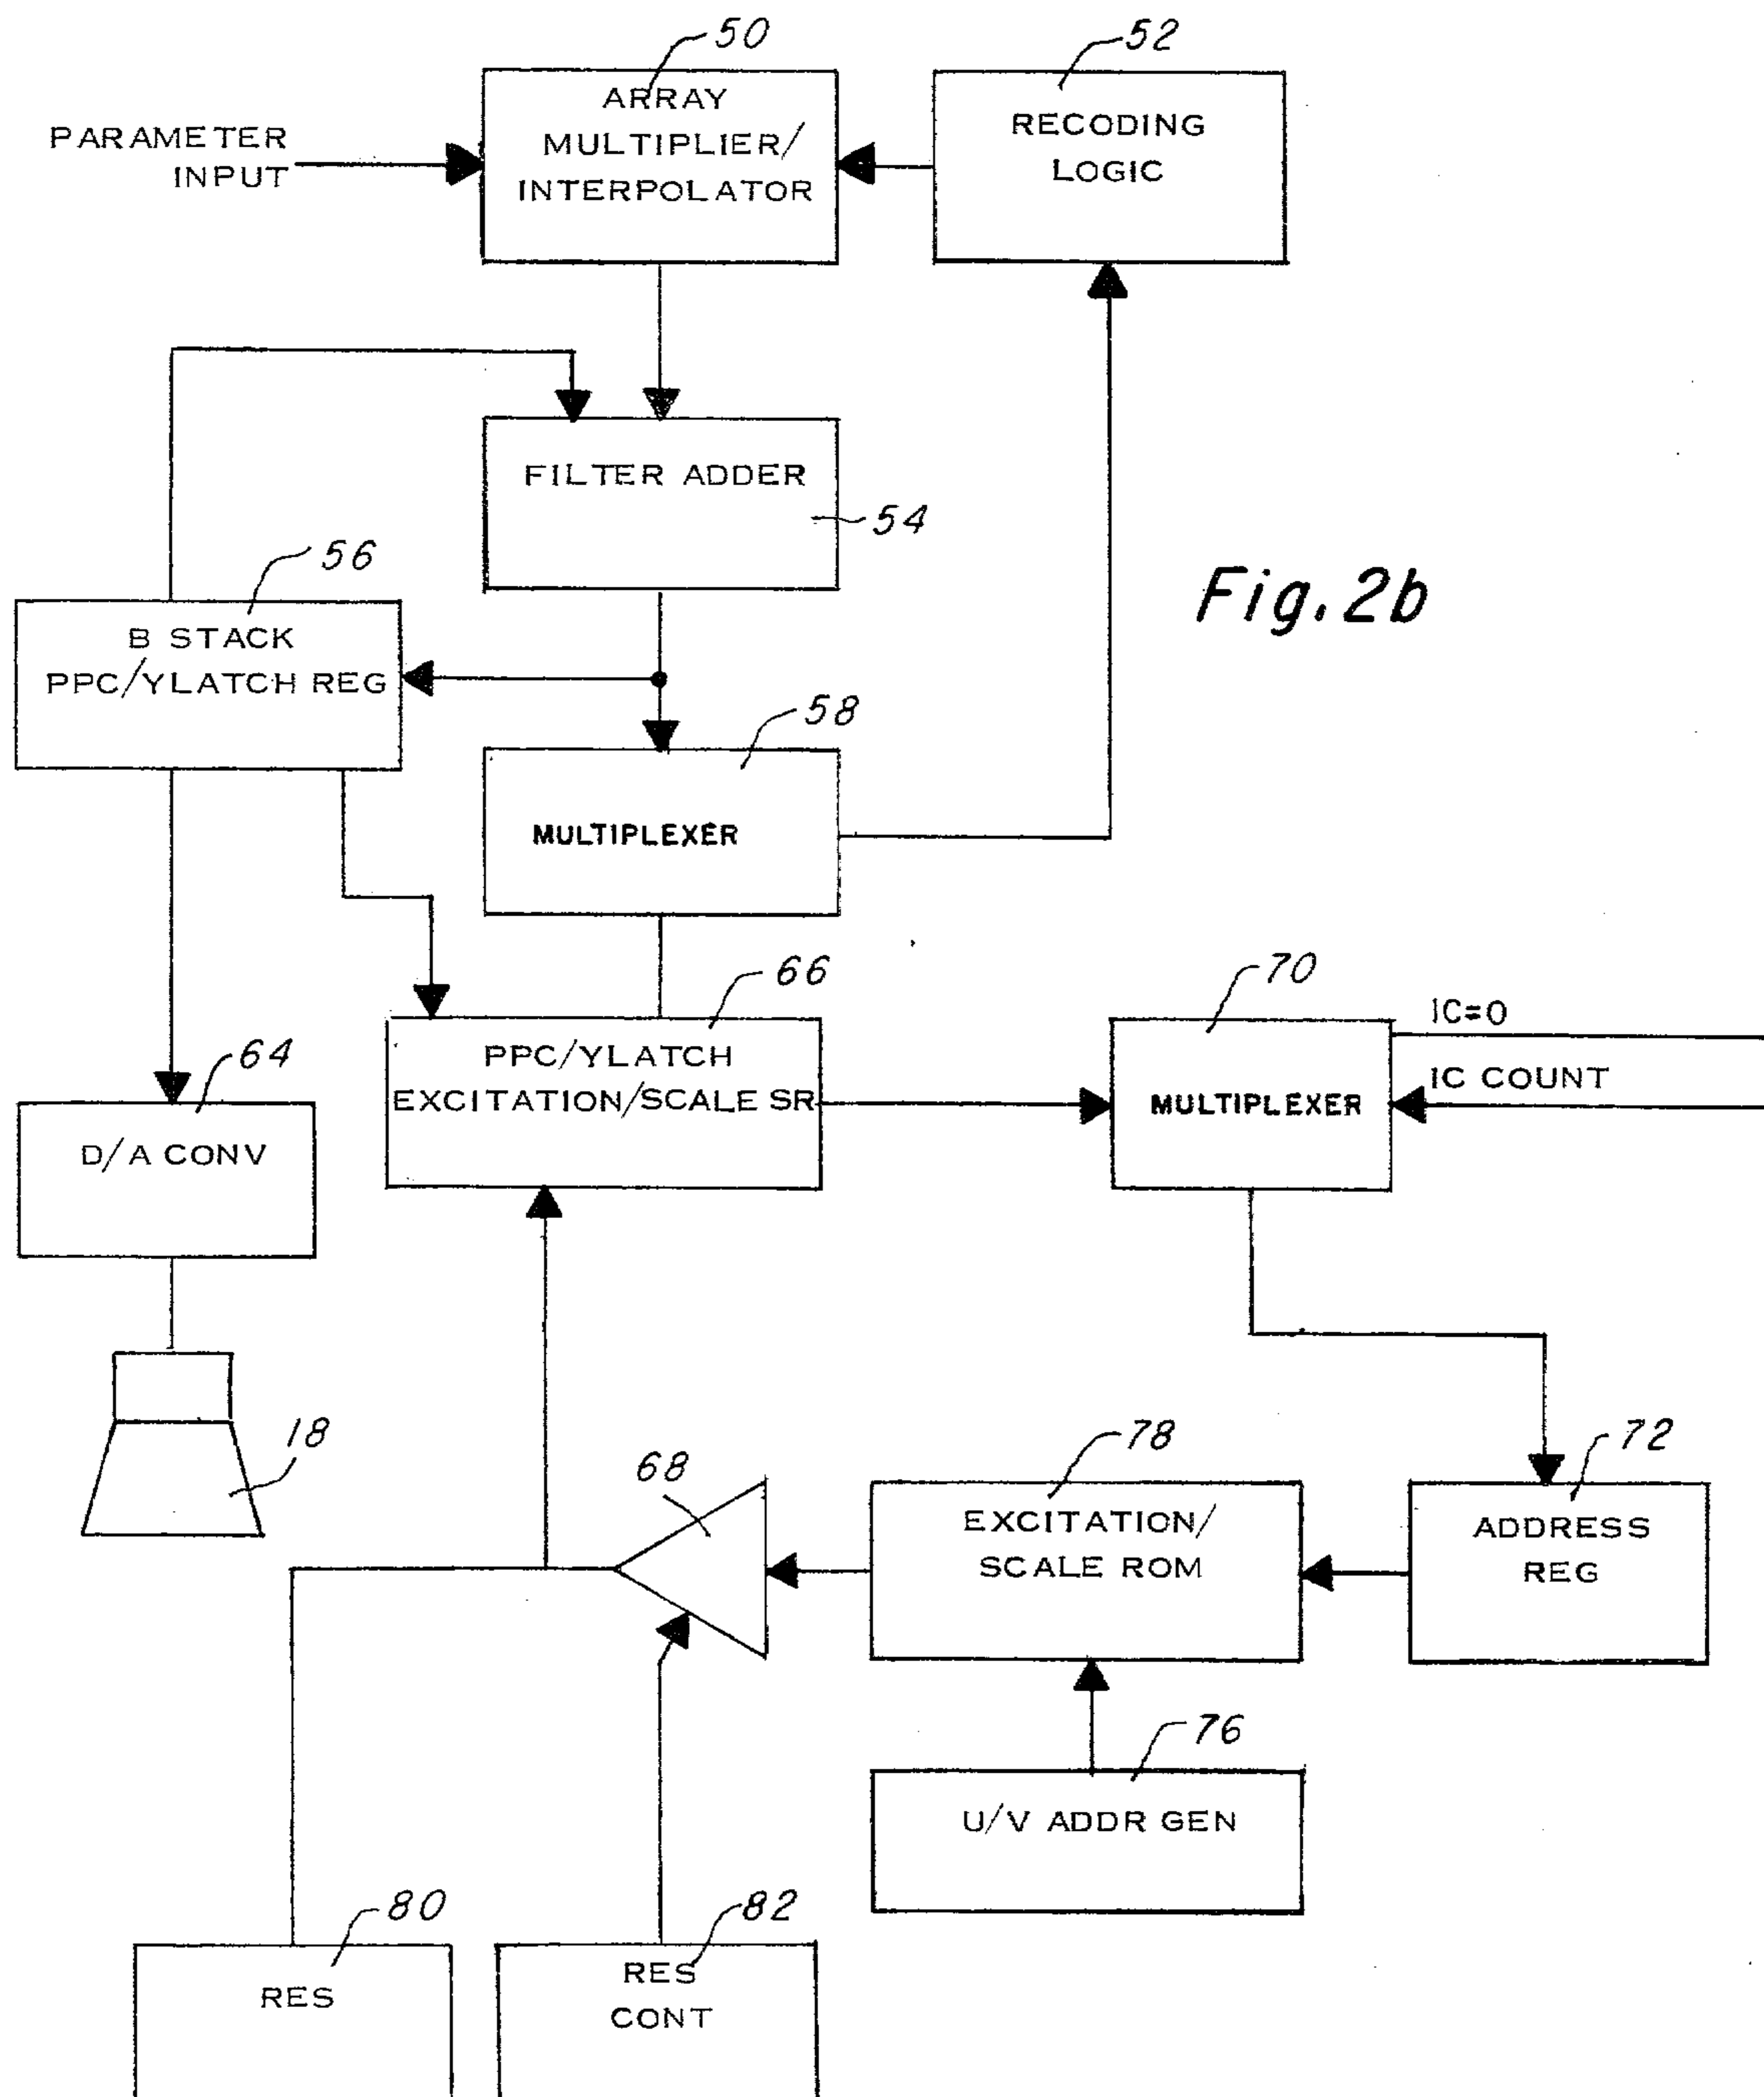 50
52
ARRAY
MULTIPLIER/
INTERPOLATOR
RECODING
LOGIC
PARAMETER
INPUT
FILTER ADDER
54
56
B STACK
PPC/YLATCH REG
Fig. 2b
58
MULTIPLEXER
66
70
PPC/YLATCH
EXCITATION/SCALE SR
MULTIPLEXER
IC=0
IC COUNT
64
D/A CONV
18
68
78
72
EXCITATION/
SCALE ROM
ADDRESS
REG
76
U/V ADDR GEN
80
82
RES
RES
CONT